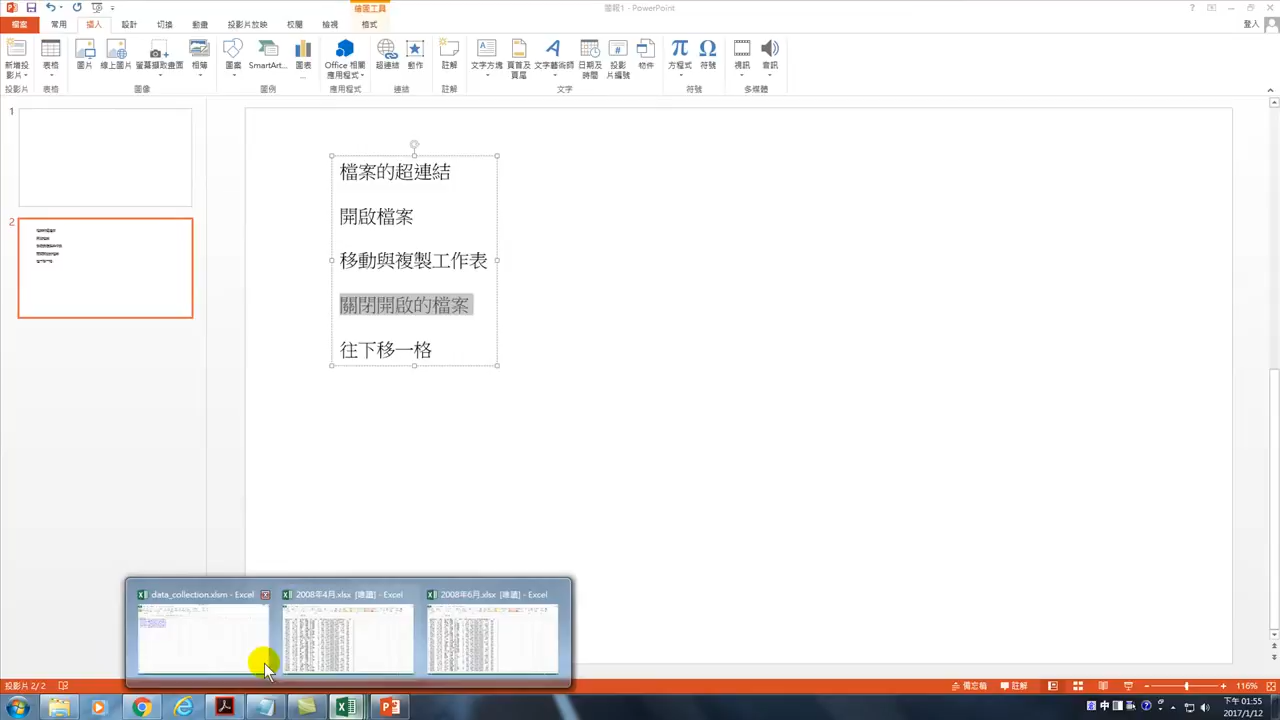 繪圖工具
簡報1 - PowerPoint
檔案 常用 插入 設計 切換 動畫 投影片放映 校閱 檢視 格式 登入
新增投影片 表格 圖片 線上圖片 螢幕擷取畫面 相簿 圖案 SmartArt... 圖表... Office 相關應用程式 超連結 動作 註解 文字方塊 頁首及頁尾 文字藝術師 日期及時間 投影片編號 物件 方程式 符號 視訊 音訊
投影片 表格 圖像 圖例 應用程式 連結 註解 文字 符號 多媒體
1
2
檔案的超連結
開啟檔案
移動與複製工作表
關閉開啟的檔案
往下移一格
data_collection.xlsm - Excel
2008年4月.xlsx [唯讀] - Excel
2008年6月.xlsx [唯讀] - Excel
投影片 2/2 備忘稿 註解 116%
中
下午 01:55
2017/1/12